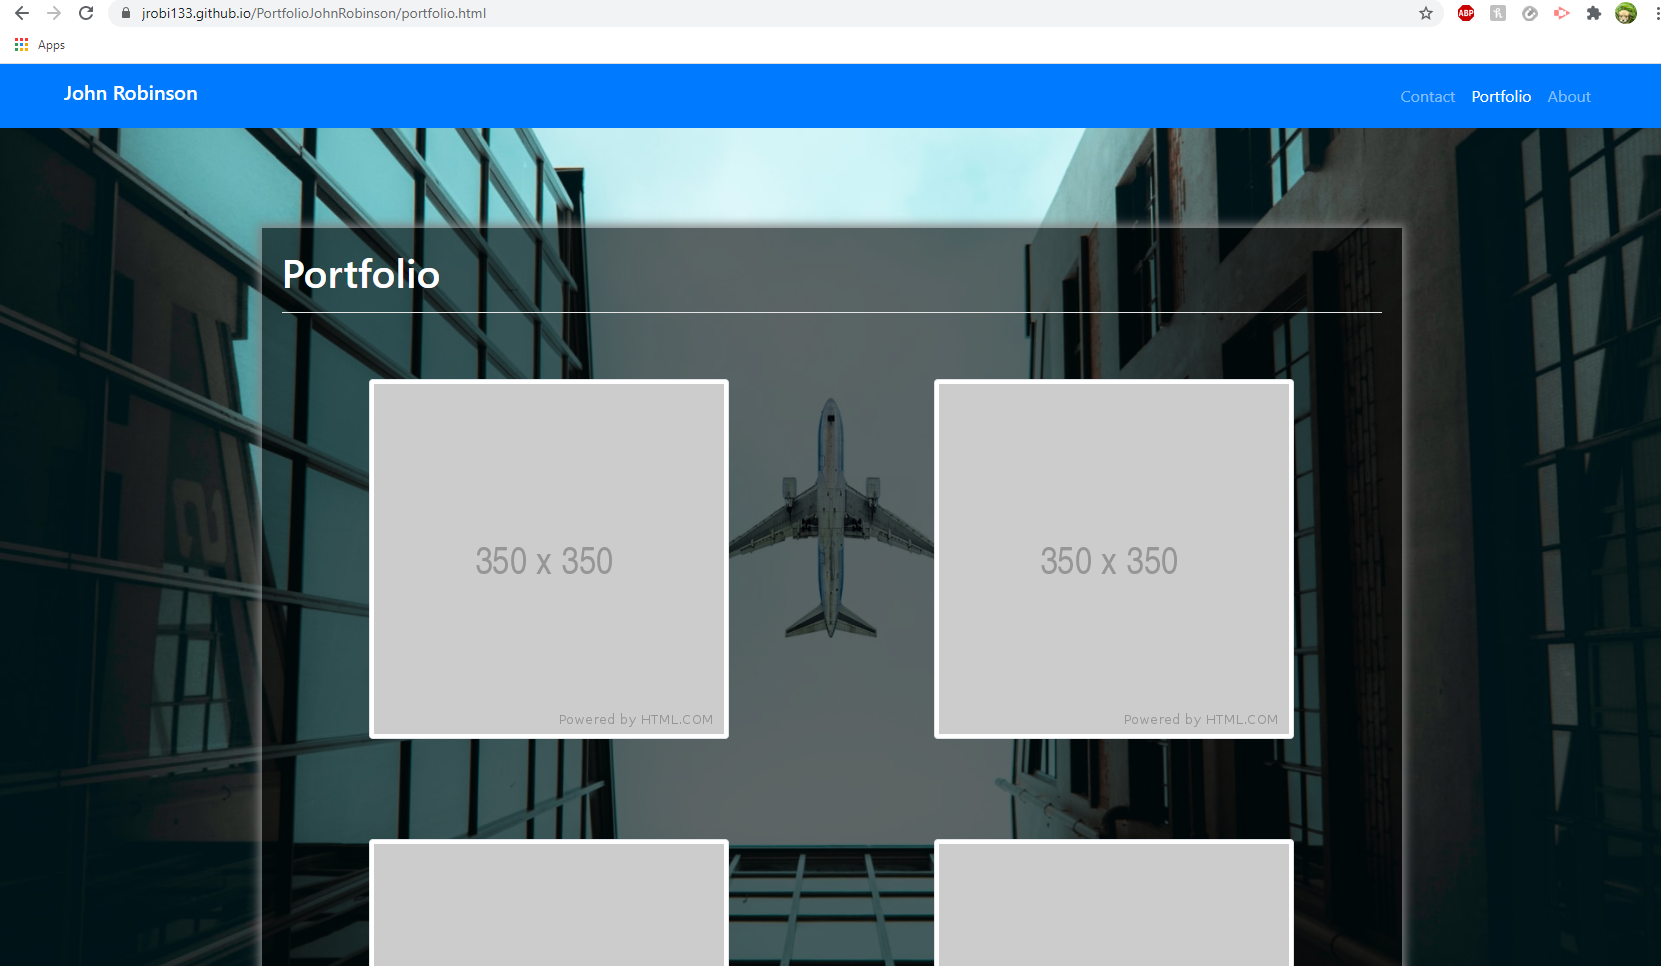 jrobi133.github.io/PortfolioJohnRobinson/portfolio.html
ABP
Apps
John Robinson
Contact Portfolio About
Portfolio
350 x 350
Powered by HTML.COM
350 x 350
Powered by HTML.COM